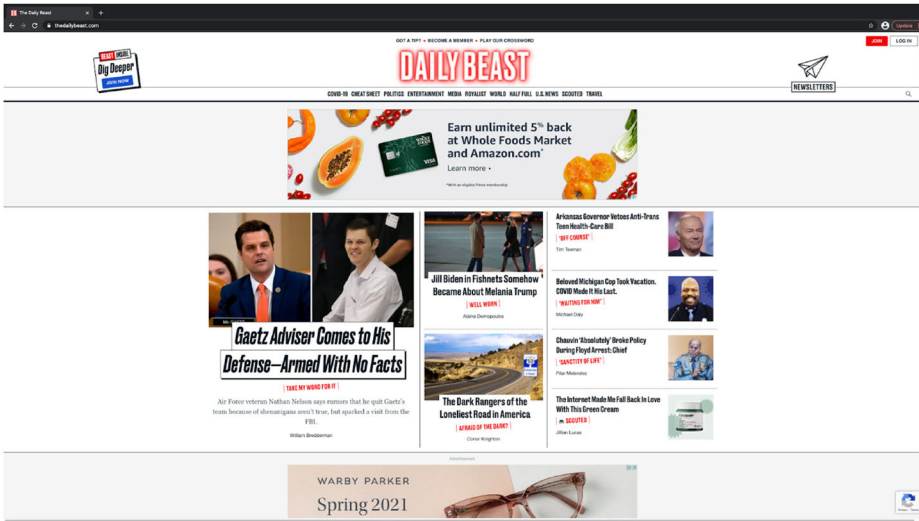 The Daily Beast
thedailybeast.com
Update
GOT A TIP? • BECOME A MEMBER • PLAY OUR CROSSWORD
JOIN
LOG IN
BEAST INSIDE
Dig Deeper
JOIN NOW
DAILY BEAST
NEWSLETTERS
COVID-19 CHEAT SHEET POLITICS ENTERTAINMENT MEDIA ROYALIST WORLD HALF FULL U.S. NEWS SCOUTED TRAVEL
Earn unlimited 5% back
at Whole Foods Market
and Amazon.com*
Learn more
*With an eligible Prime membership
VISA
Gaetz Adviser Comes to His
Defense—Armed With No Facts
TAKE MY WORD FOR IT
Air Force veteran Nathan Nelson says rumors that he quit Gaetz's
team because of shenanigans aren't true, but sparked a visit from the
FBI.
William Bredderman
Jill Biden in Fishnets Somehow
Became About Melania Trump
WELL WORN
Alaina Demopoulos
The Dark Rangers of the
Loneliest Road in America
AFRAID OF THE DARK?
Conor Knighton
Arkansas Governor Vetoes Anti-Trans
Teen Health-Care Bill
'OFF COURSE'
Tim Teeman
Beloved Michigan Cop Took Vacation.
COVID Made It His Last.
'WAITING FOR HIM'
Michael Daly
Chauvin 'Absolutely' Broke Policy
During Floyd Arrest: Chief
'SANCTITY OF LIFE'
Pilar Melendez
The Internet Made Me Fall Back In Love
With This Green Cream
SCOUTED
Jillian Lucas
Advertisement
WARBY PARKER
Spring 2021